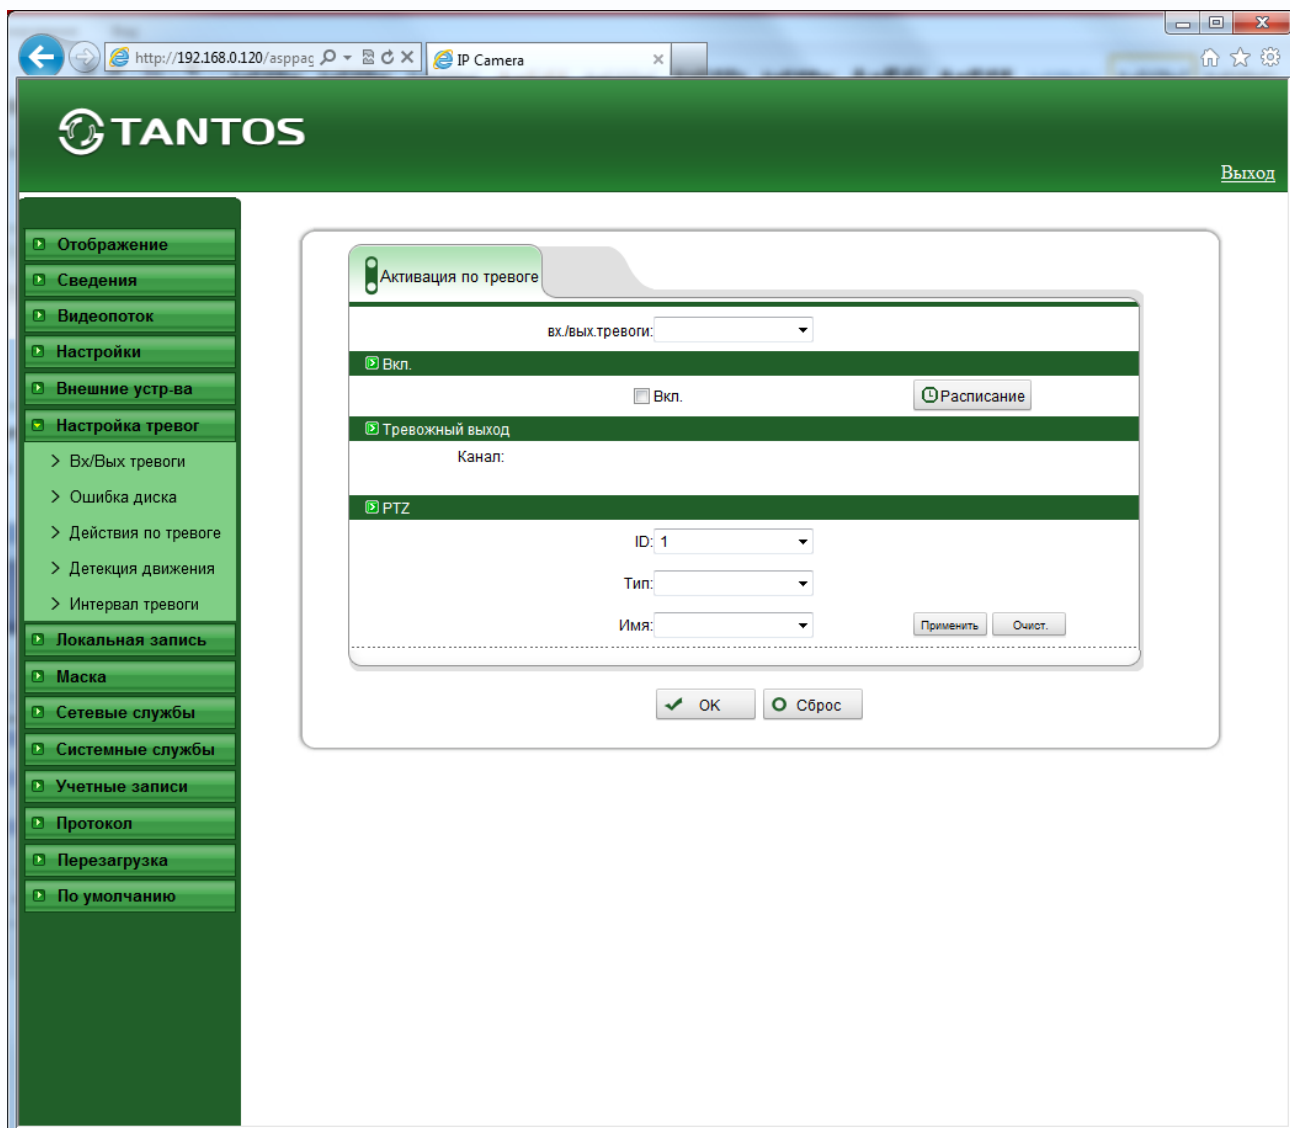 http://192.168.0.120/asppag
IP Camera
TANTOS
Выход
Отображение
Сведения
Видеопоток
Настройки
Внешние устр-ва
Настройка тревог
Вх/Вых тревоги
Ошибка диска
Действия по тревоге
Детекция движения
Интервал тревоги
Локальная запись
Маска
Сетевые службы
Системные службы
Учетные записи
Протокол
Перезагрузка
По умолчанию
Активация по тревоге
вх./вых.тревоги:
Вкл.
Вкл.
Расписание
Тревожный выход
Канал:
PTZ
ID: 1
Тип:
Имя:
Применить
Очист.
OK
Сброс